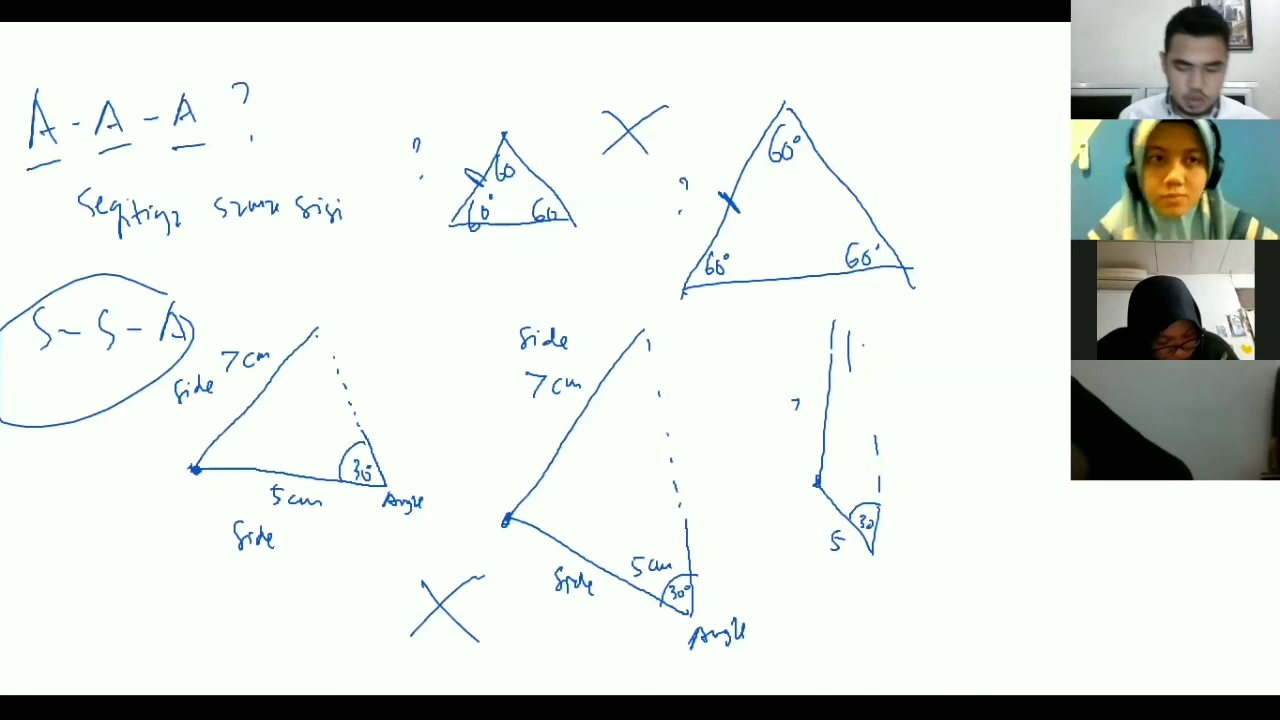 A - A - A ?
Segitiga sama sisi
?
60
60°
60
?
60°
60°
60°
S - S - A
7cm
side
30°
5cm
Angle
side
side
7cm
5cm
side
30°
Angle
30
5